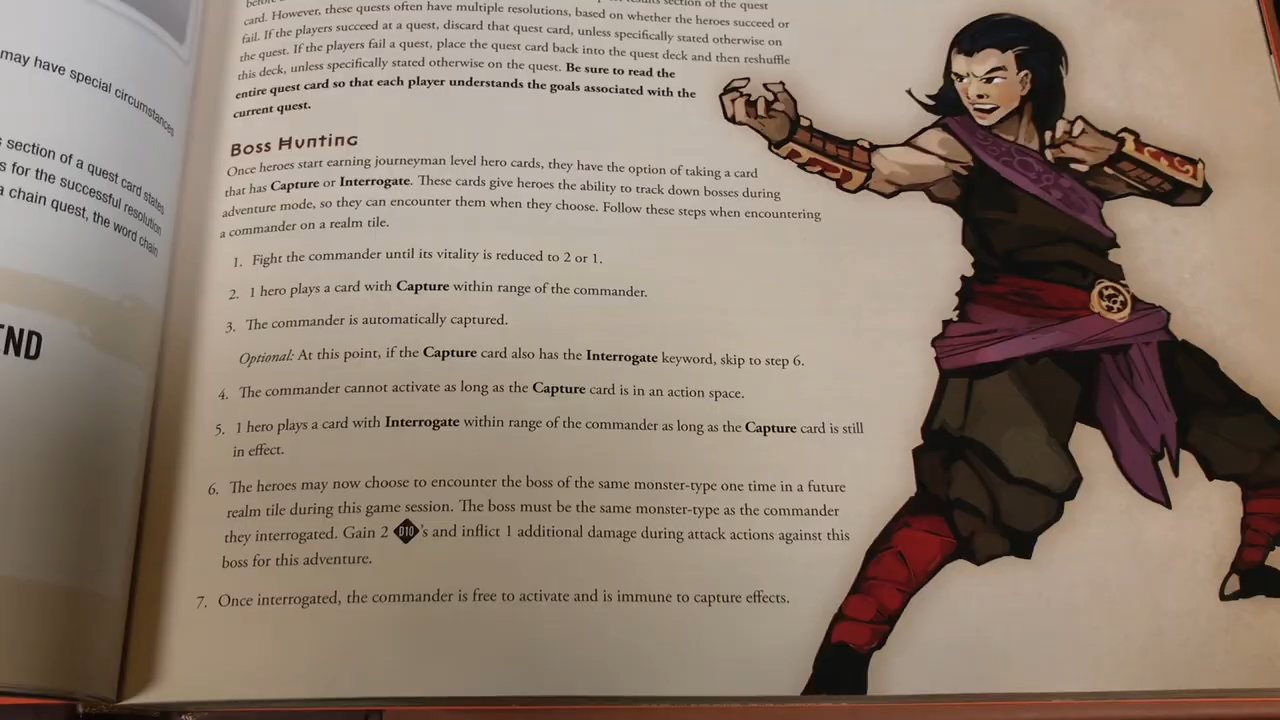 may have special circumstances
section of a quest card states
s for the successful resolution
a chain quest, the word chain
END
section of the quest
card. However, these quests often have multiple resolutions, based on whether the heroes succeed or
fail. If the players succeed at a quest, discard that quest card, unless specifically stated otherwise on
the quest. If the players fail a quest, place the quest card back into the quest deck and then reshuffle
this deck, unless specifically stated otherwise on the quest. Be sure to read the
entire quest card so that each player understands the goals associated with the
current quest.
Boss Hunting
Once heroes start earning journeyman level hero cards, they have the option of taking a card
that has Capture or Interrogate. These cards give heroes the ability to track down bosses during
adventure mode, so they can encounter them when they choose. Follow these steps when encountering
a commander on a realm tile.
1. Fight the commander until its vitality is reduced to 2 or 1.
2. 1 hero plays a card with Capture within range of the commander.
3. The commander is automatically captured.
Optional: At this point, if the Capture card also has the Interrogate keyword, skip to step 6.
4. The commander cannot activate as long as the Capture card is in an action space.
5. 1 hero plays a card with Interrogate within range of the commander as long as the Capture card is still
in effect.
6. The heroes may now choose to encounter the boss of the same monster-type one time in a future
realm tile during this game session. The boss must be the same monster-type as the commander
they interrogated. Gain 2 D10's and inflict 1 additional damage during attack actions against this
boss for this adventure.
7. Once interrogated, the commander is free to activate and is immune to capture effects.